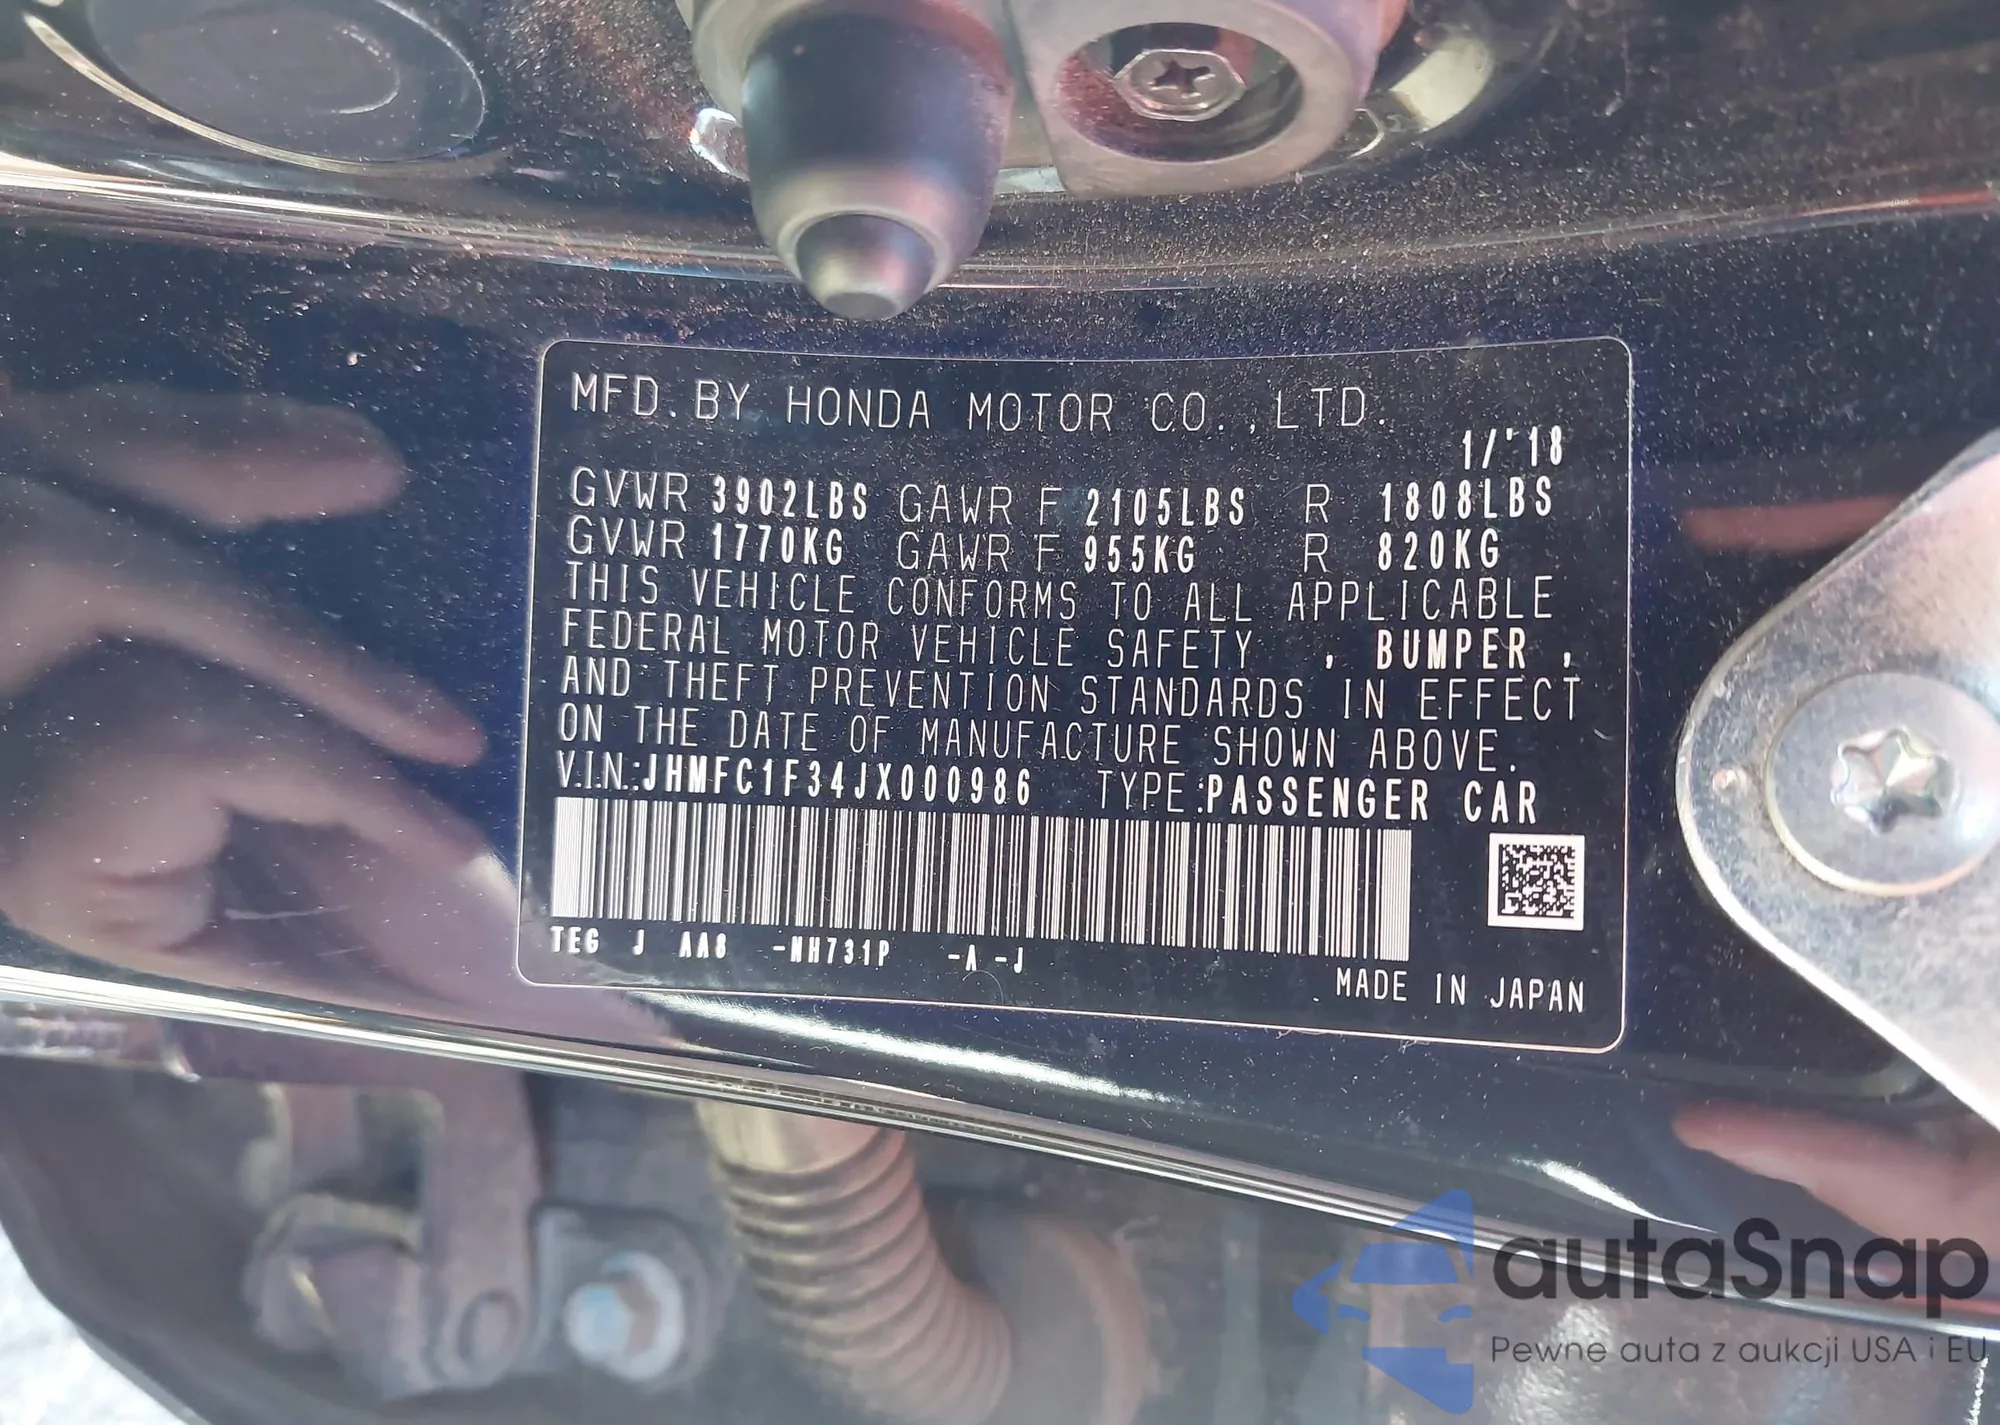 MFD. BY HONDA MOTOR CO.,LTD.
1/'18
GVWR 3902LBS GAWR F 2105LBS R 1808LBS
GVWR 1770KG GAWR F 955KG R 820KG
THIS VEHICLE CONFORMS TO ALL APPLICABLE
FEDERAL MOTOR VEHICLE SAFETY , BUMPER ,
AND THEFT PREVENTION STANDARDS IN EFFECT
ON THE DATE OF MANUFACTURE SHOWN ABOVE.
V.I.N.:JHMFC1F34JX000986 TYPE:PASSENGER CAR
TEG J AA8 -NH731P -A -J
MADE IN JAPAN
autaSnap
Pewne auta z aukcji USA i EU